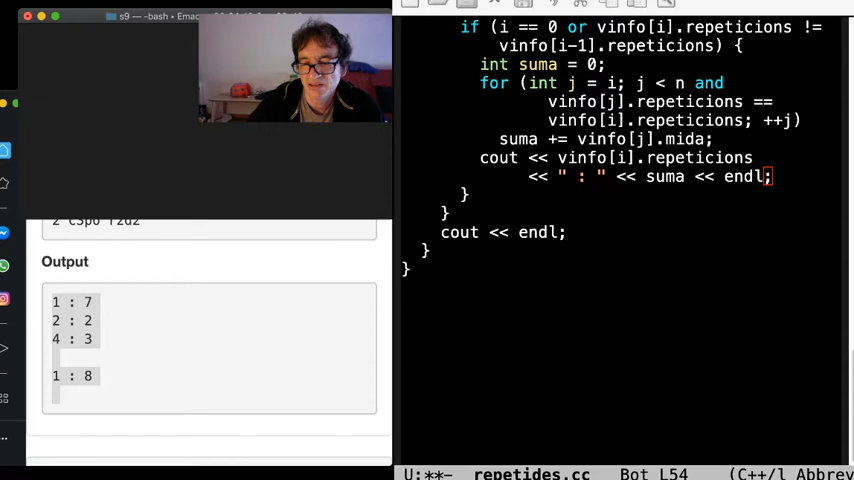 s9 — -bash
Emac
if (i == 0 or vinfo[i].repeticions !=
vinfo[i-1].repeticions) {
int suma = 0;
for (int j = i; j < n and
vinfo[j].repeticions ==
vinfo[i].repeticions; ++j)
suma += vinfo[j].mida;
cout << vinfo[i].repeticions
<< " : " << suma << endl;
}
}
cout << endl;
}
}
2 c3po r2d2
Output
1 : 7
2 : 2
4 : 3
1 : 8
U:**- repetides.cc Bot L54 (C++/l Abbrev